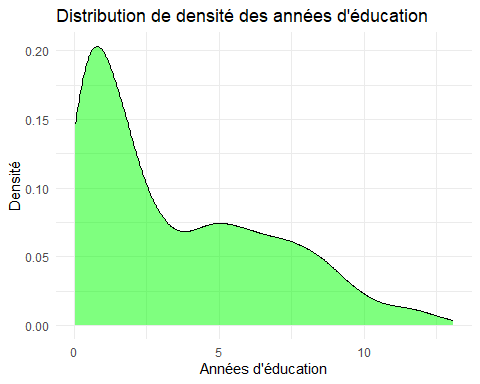 Distribution de densité des années d'éducation
Densité
0.20
0.15
0.10
0.05
0.00
0
5
10
Années d'éducation